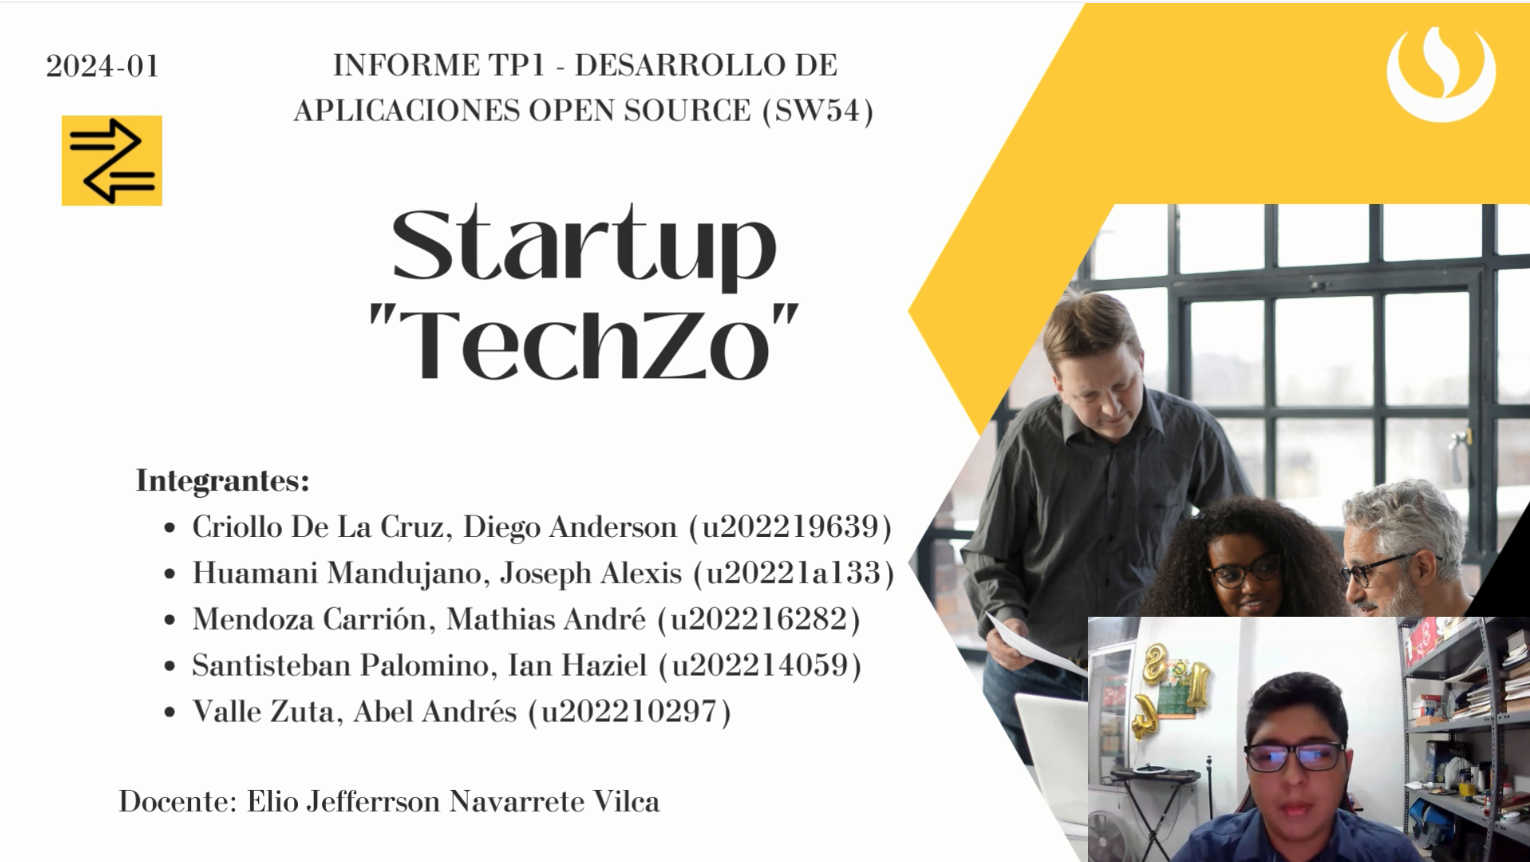 2024-01
INFORME TP1 - DESARROLLO DE
APLICACIONES OPEN SOURCE (SW54)
Startup
"TechZo"
Integrantes:
• Criollo De La Cruz, Diego Anderson (u202219639)
• Huamani Mandujano, Joseph Alexis (u20221a133)
• Mendoza Carrión, Mathias André (u202216282)
• Santisteban Palomino, Ian Haziel (u202214059)
• Valle Zuta, Abel Andrés (u202210297)
Docente: Elio Jefferrson Navarrete Vilca